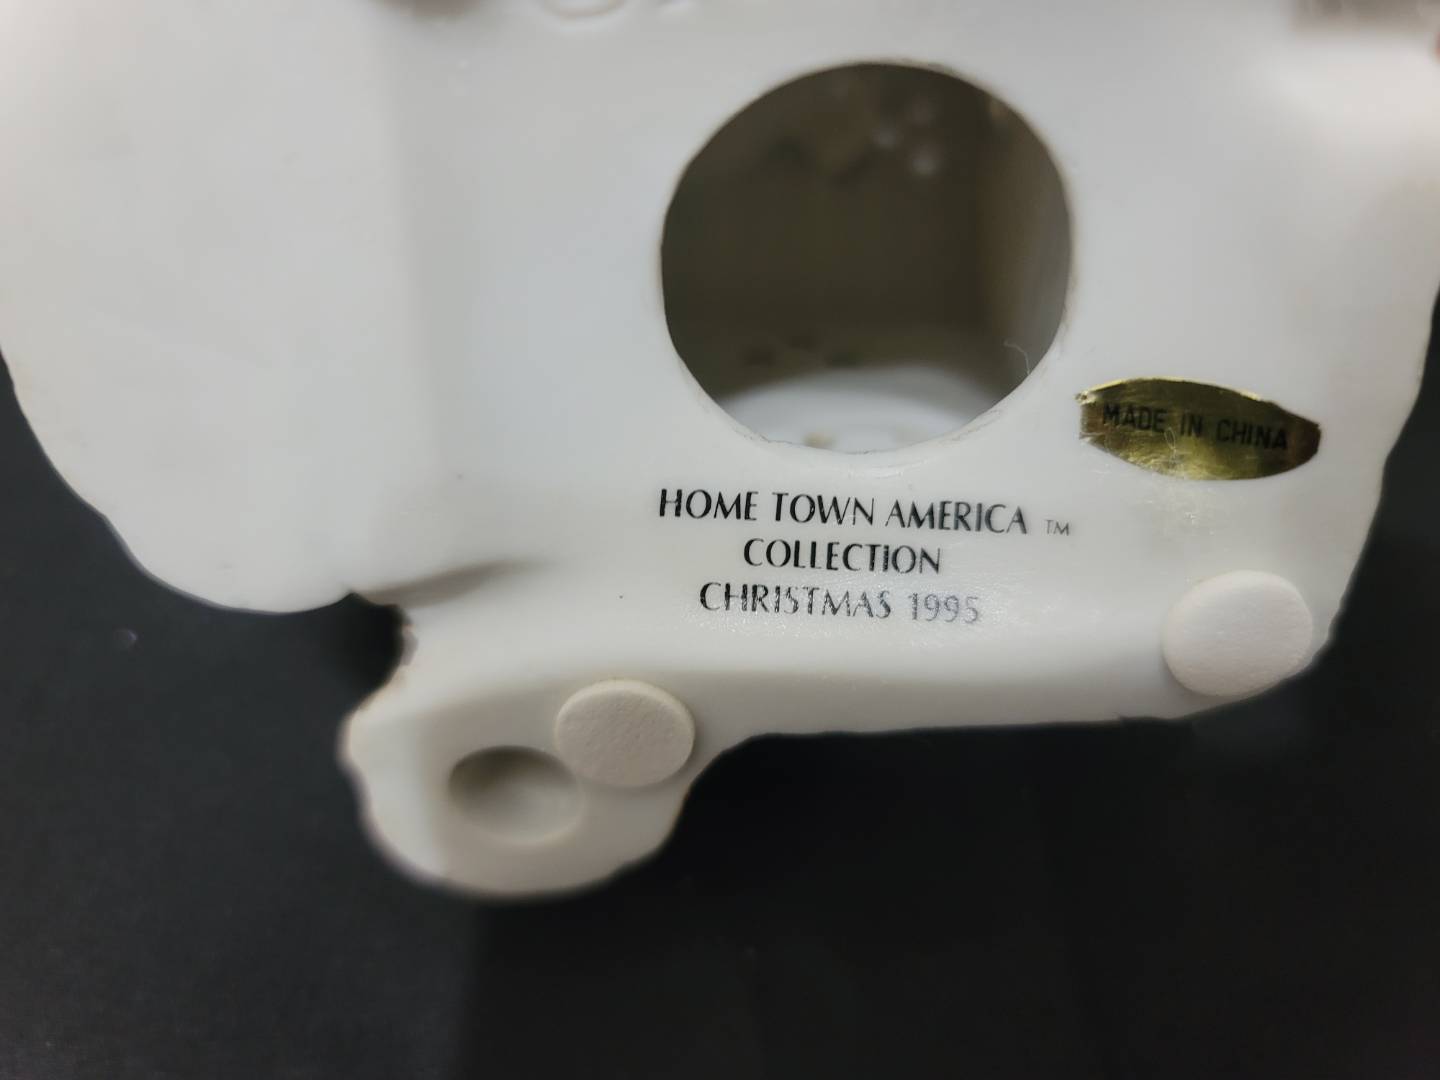 MADE IN CHINA
HOME TOWN AMERICA ™
COLLECTION
CHRISTMAS 1995